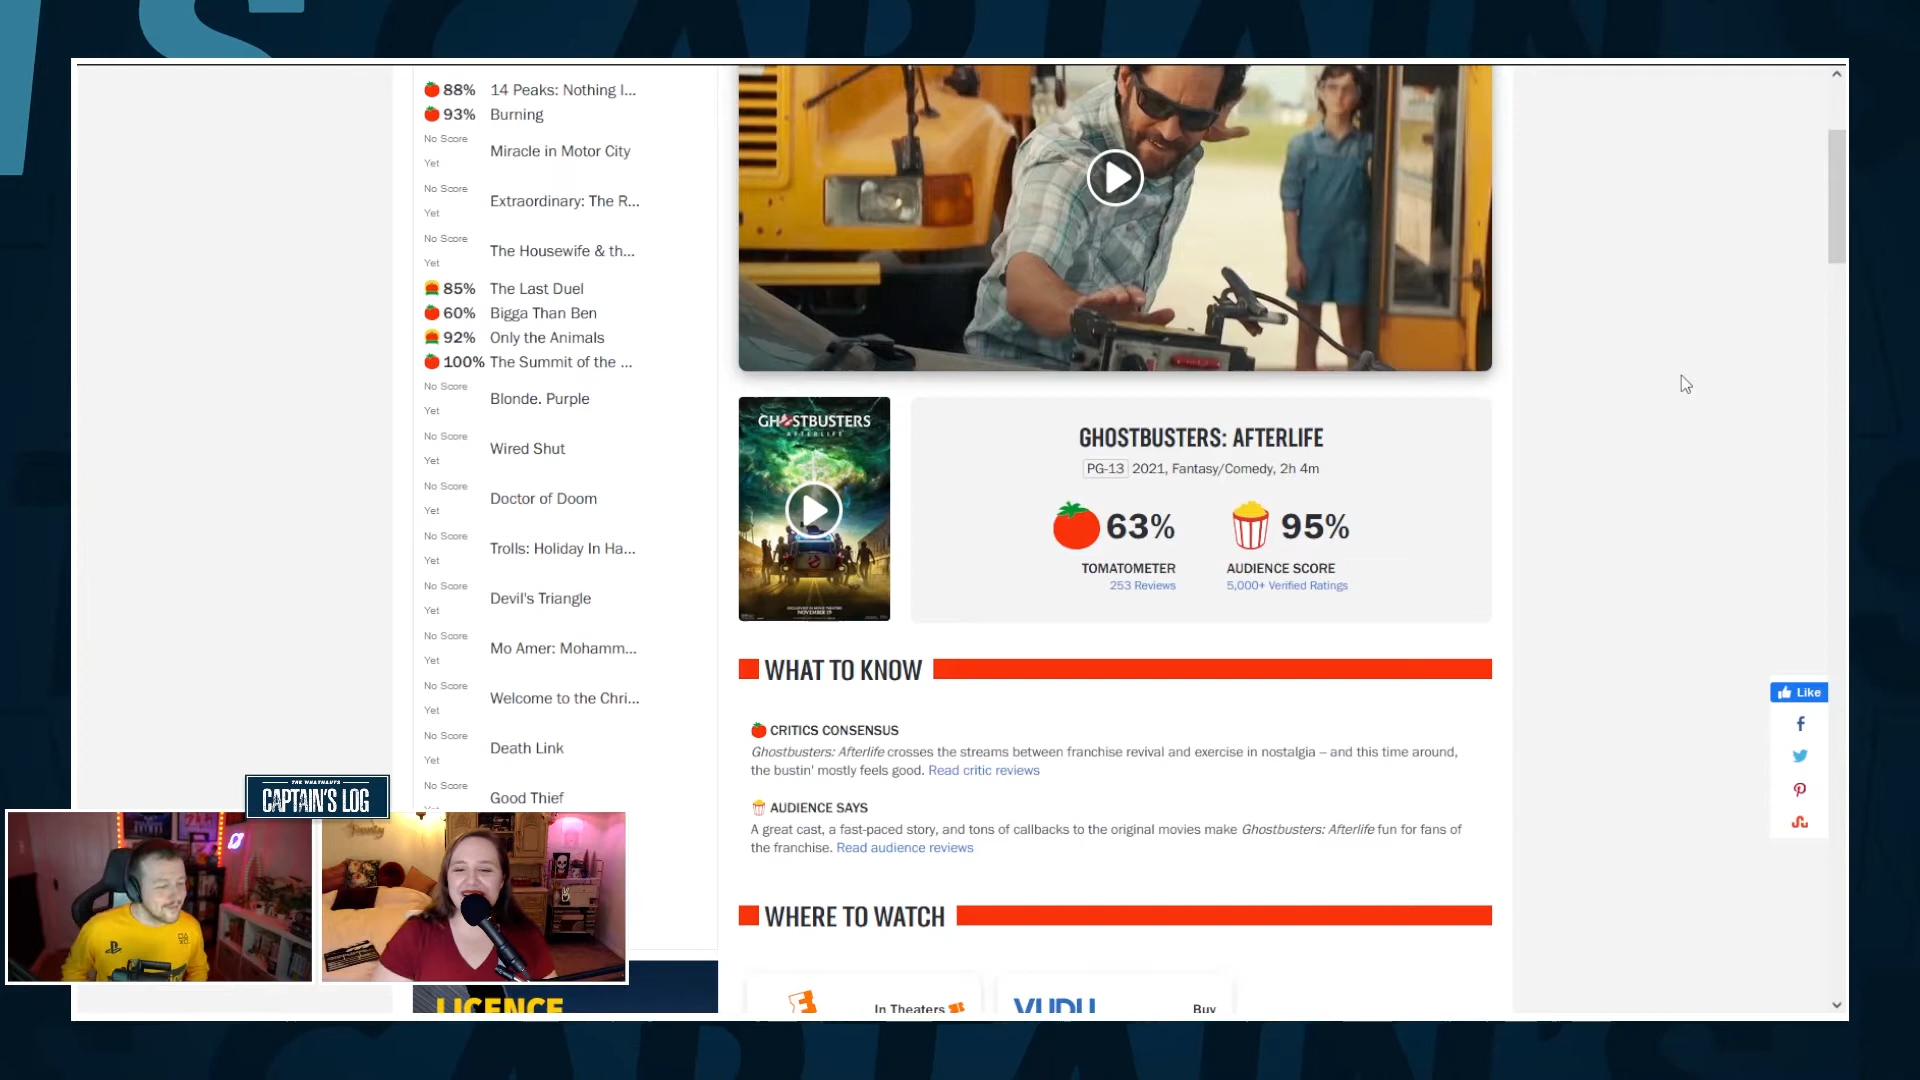 88% 14 Peaks: Nothing I...
93% Burning
No Score Yet Miracle in Motor City
No Score Yet Extraordinary: The R...
No Score Yet The Housewife & th...
85% The Last Duel
60% Bigga Than Ben
92% Only the Animals
100% The Summit of the ...
No Score Yet Blonde. Purple
No Score Yet Wired Shut
No Score Yet Doctor of Doom
No Score Yet Trolls: Holiday In Ha...
No Score Yet Devil's Triangle
No Score Yet Mo Amer: Mohamm...
No Score Yet Welcome to the Chri...
No Score Yet Death Link
No Score Good Thief
THE WHATNAUTS
CAPTAIN'S LOG
LICENCE
GHOSTBUSTERS
AFTERLIFE
NOVEMBER 19
GHOSTBUSTERS: AFTERLIFE
PG-13 2021, Fantasy/Comedy, 2h 4m
63% 95%
TOMATOMETER AUDIENCE SCORE
253 Reviews 5,000+ Verified Ratings
WHAT TO KNOW
CRITICS CONSENSUS
Ghostbusters: Afterlife crosses the streams between franchise revival and exercise in nostalgia – and this time around,
the bustin' mostly feels good. Read critic reviews
AUDIENCE SAYS
A great cast, a fast-paced story, and tons of callbacks to the original movies make Ghostbusters: Afterlife fun for fans of
the franchise. Read audience reviews
WHERE TO WATCH
In Theaters VUDU Buy
Like